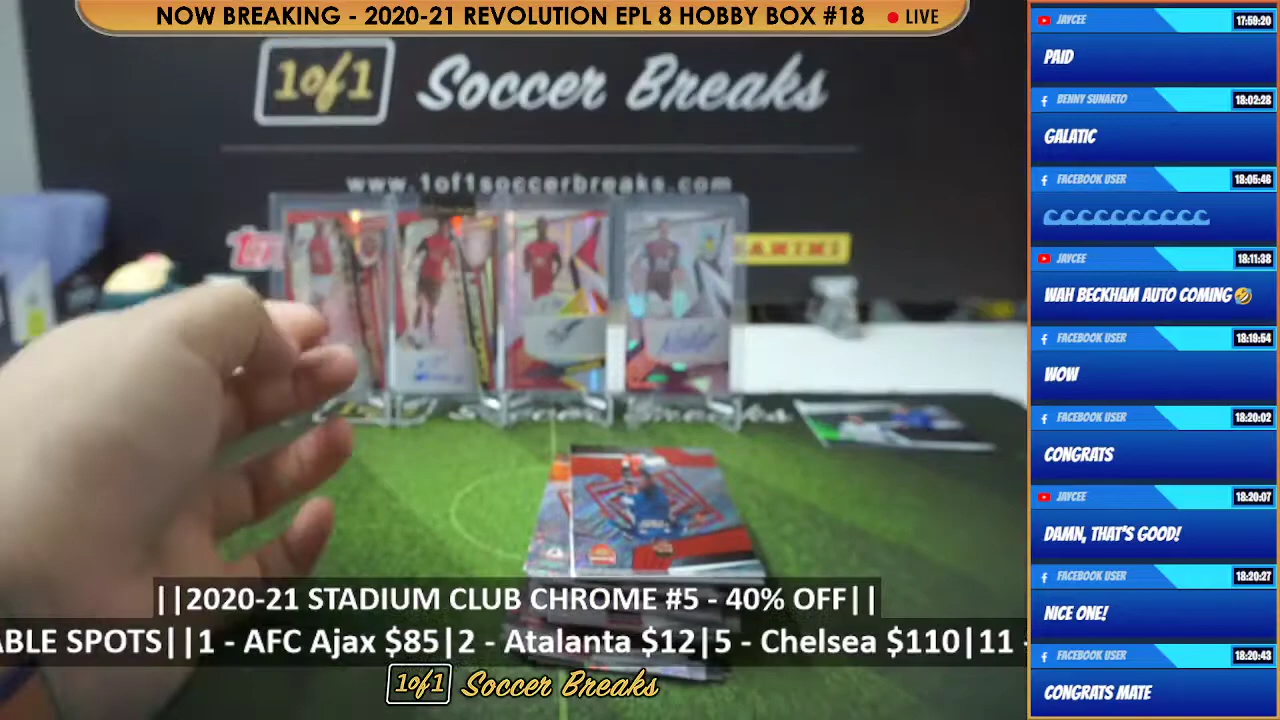 NOW BREAKING - 2020-21 REVOLUTION EPL 8 HOBBY BOX #18 LIVE
1of1 Soccer Breaks
www.1of1soccerbreaks.com
PANINI
||2020-21 STADIUM CLUB CHROME #5 - 40% OFF||
ABLE SPOTS||1 - AFC Ajax $85|2 - Atalanta $12|5 - Chelsea $110|11 -
1of1 Soccer Breaks
JAYCEE 17:59:20
PAID
BENNY SUNARTO 18:02:28
GALATIC
FACEBOOK USER 18:05:46
🌊🌊🌊🌊🌊🌊🌊🌊🌊🌊
JAYCEE 18:11:38
WAH BECKHAM AUTO COMING🤣
FACEBOOK USER 18:19:54
WOW
FACEBOOK USER 18:20:02
CONGRATS
JAYCEE 18:20:07
DAMN, THAT'S GOOD!
FACEBOOK USER 18:20:27
NICE ONE!
FACEBOOK USER 18:20:43
CONGRATS MATE